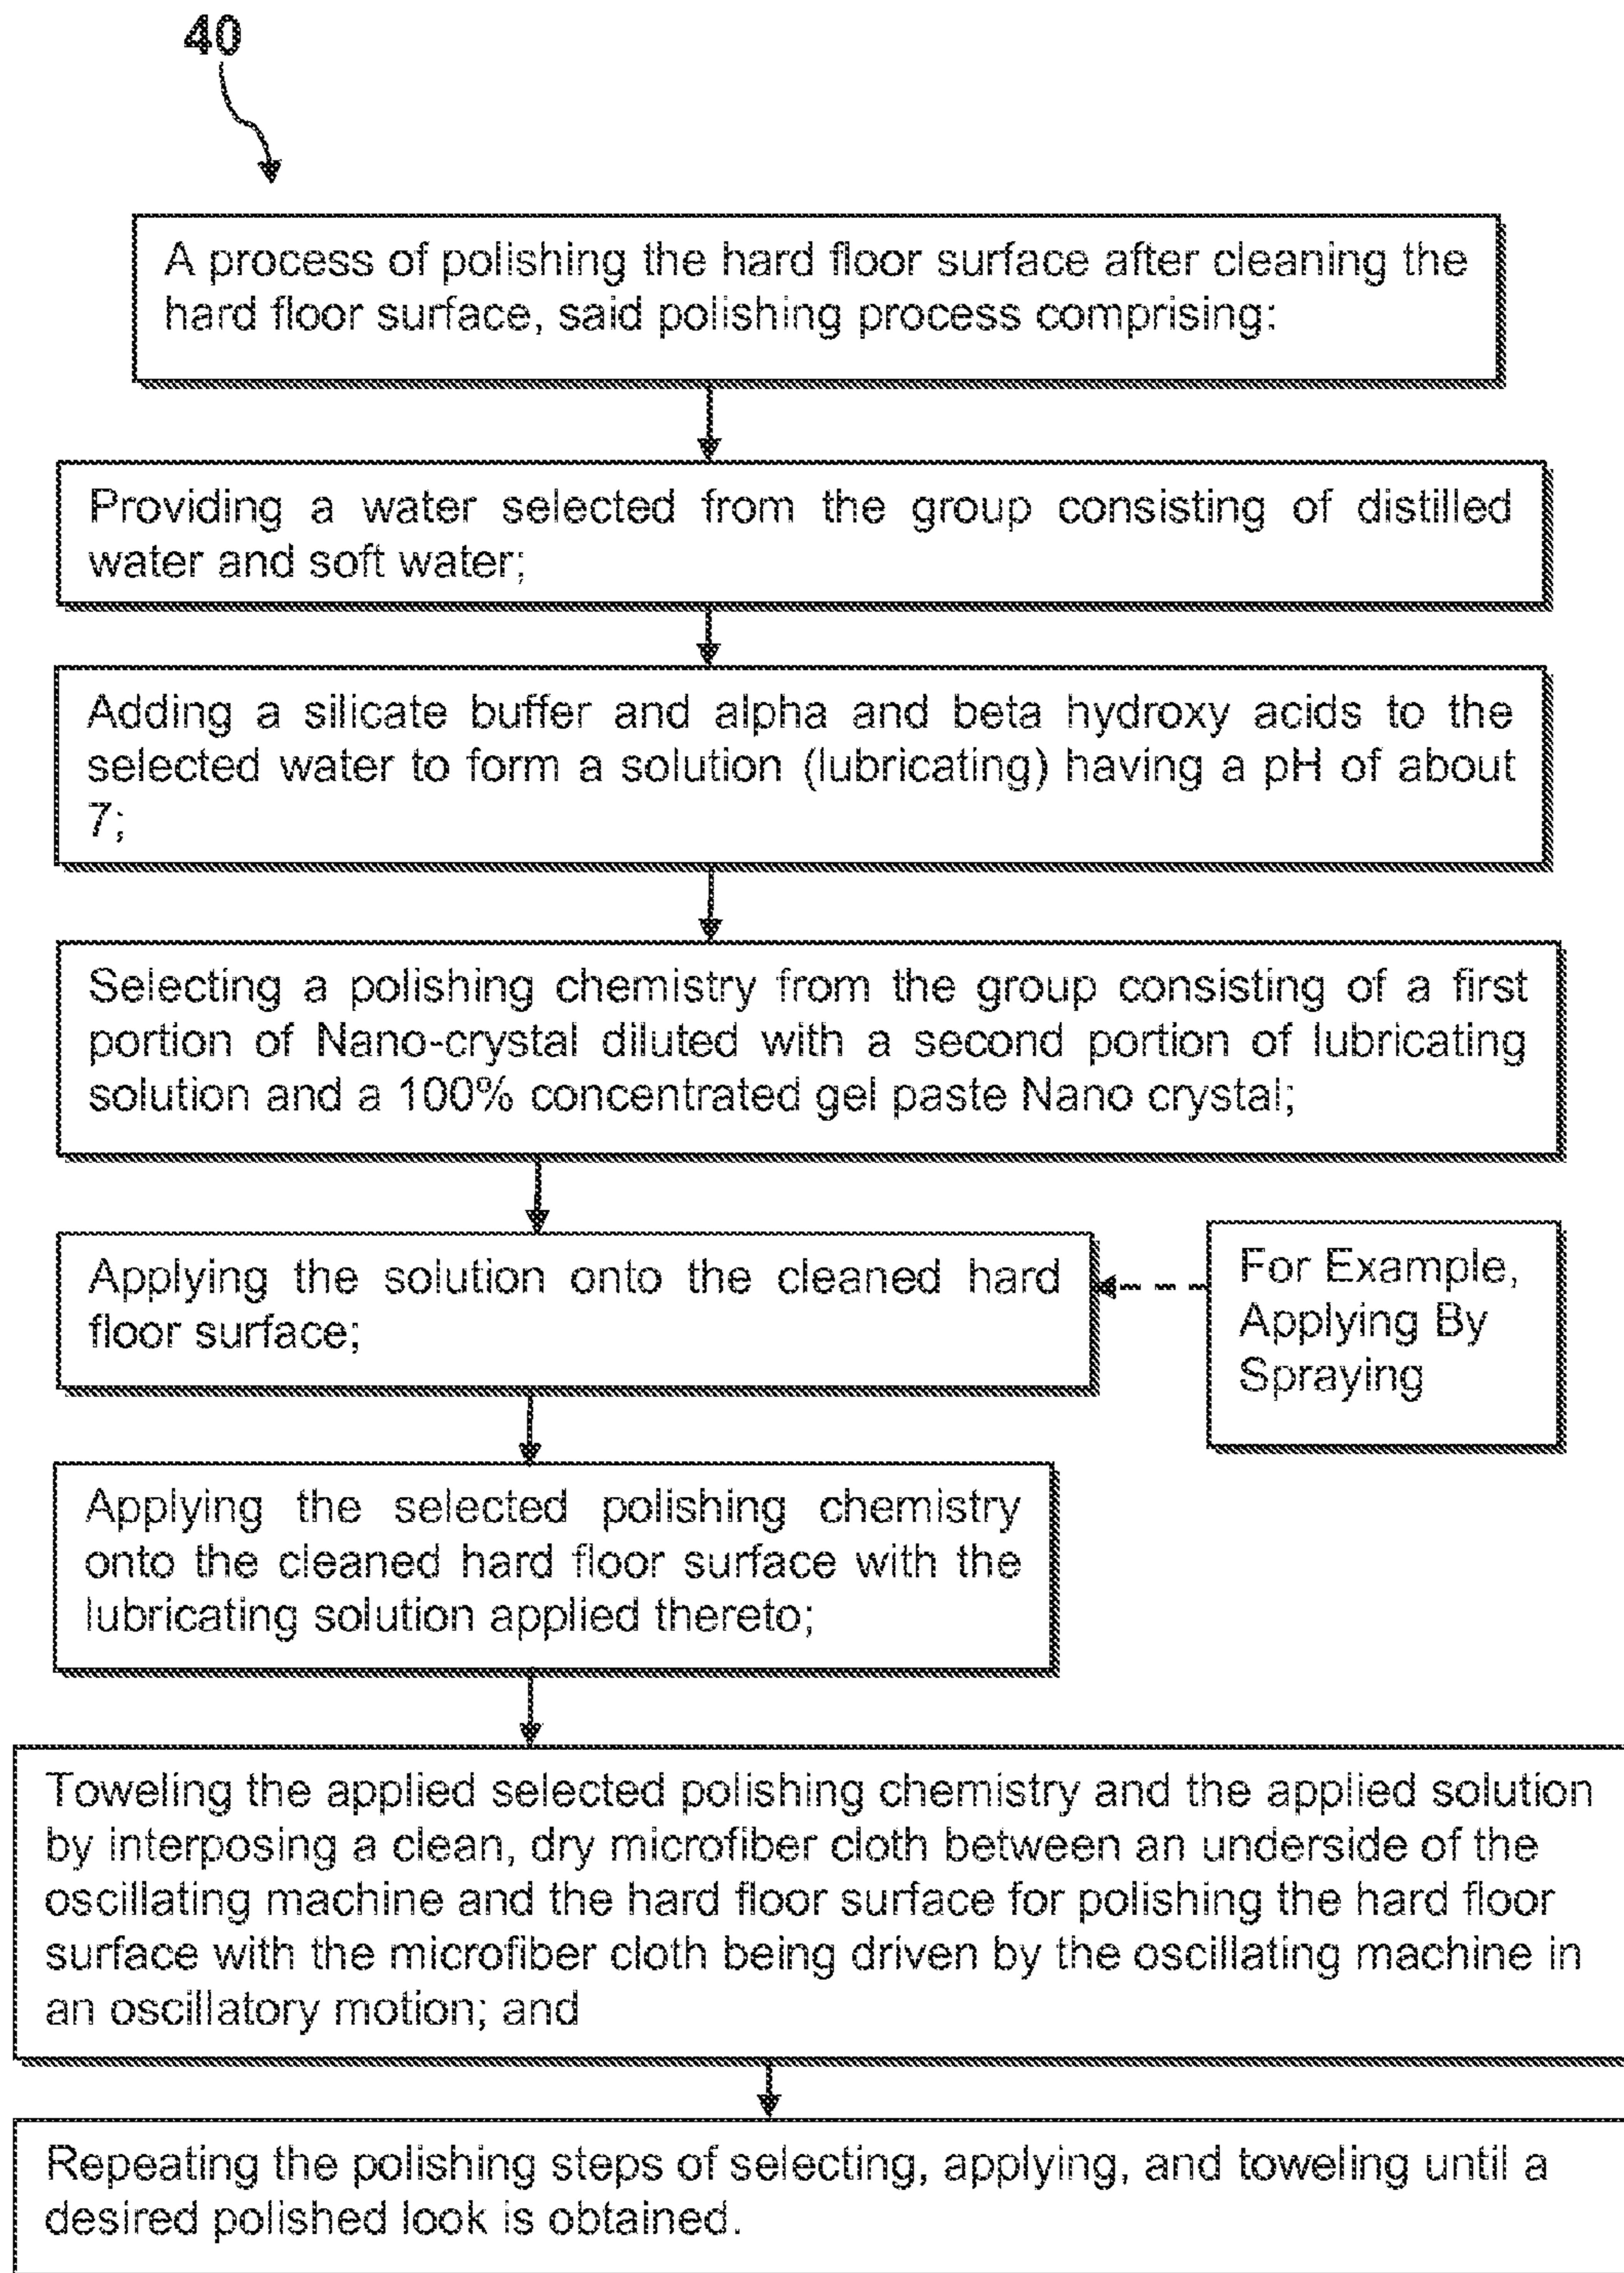 40
A process of polishing the hard floor surface after cleaning the
hard floor surface, said polishing process comprising:
Providing a water selected from the group consisting of distilled
water and soft water;
Adding a silicate buffer and alpha and beta hydroxy acids to the
selected water to form a solution (lubricating) having a pH of about
7;
Selecting a polishing chemistry from the group consisting of a first
portion of Nano-crystal diluted with a second portion of lubricating
solution and a 100% concentrated gel paste Nano crystal;
Applying the solution onto the cleaned hard
floor surface;
For Example,
Applying By
Spraying
Applying the selected polishing chemistry
onto the cleaned hard floor surface with the
lubricating solution applied thereto;
Toweling the applied selected polishing chemistry and the applied solution
by interposing a clean, dry microfiber cloth between an underside of the
oscillating machine and the hard floor surface for polishing the hard floor
surface with the microfiber cloth being driven by the oscillating machine in
an oscillatory motion; and
Repeating the polishing steps of selecting, applying, and toweling until a
desired polished look is obtained.